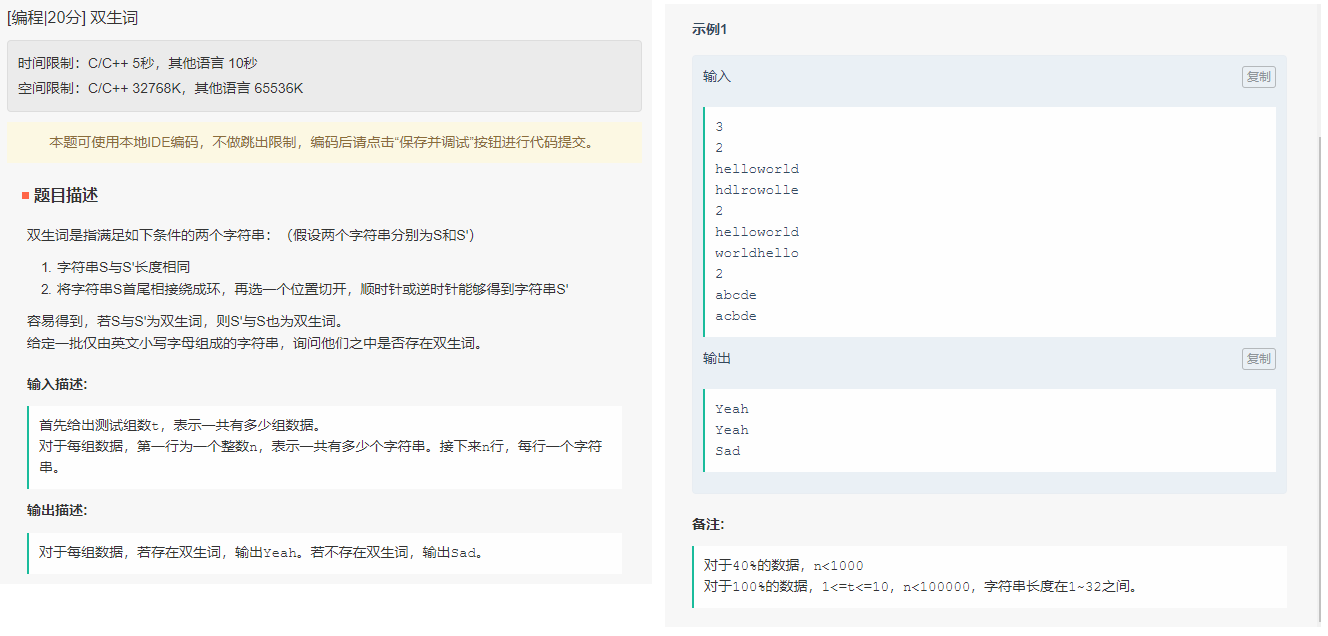 [编程|20分] 双生词
时间限制：C/C++ 5秒，其他语言 10秒
空间限制：C/C++ 32768K，其他语言 65536K
本题可使用本地IDE编码，不做跳出限制，编码后请点击“保存并调试”按钮进行代码提交。
题目描述
双生词是指满足如下条件的两个字符串：（假设两个字符串分别为S和S'）
1. 字符串S与S'长度相同
2. 将字符串S首尾相接绕成环，再选一个位置切开，顺时针或逆时针能够得到字符串S'
容易得到，若S与S'为双生词，则S'与S也为双生词。
给定一批仅由英文小写字母组成的字符串，询问他们之中是否存在双生词。
输入描述:
首先给出测试组数t，表示一共有多少组数据。
对于每组数据，第一行为一个整数n，表示一共有多少个字符串。接下来n行，每行一个字符
串。
输出描述:
对于每组数据，若存在双生词，输出Yeah。若不存在双生词，输出Sad。
示例1
输入
复制
3
2
helloworld
hdlrowolle
2
helloworld
worldhello
2
abcde
acbde
输出
复制
Yeah
Yeah
Sad
备注:
对于40%的数据，n<1000
对于100%的数据，1<=t<=10，n<100000，字符串长度在1~32之间。